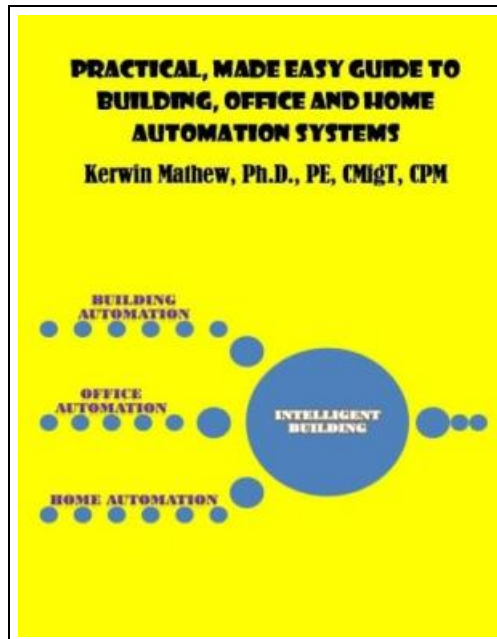 PRACTICAL, MADE EASY GUIDE TO
BUILDING, OFFICE AND HOME
AUTOMATION SYSTEMS
Kerwin Mathew, Ph.D., PE, CMigT, CPM
BUILDING
AUTOMATION
OFFICE
AUTOMATION
INTELLIGENT
BUILDING
HOME AUTOMATION